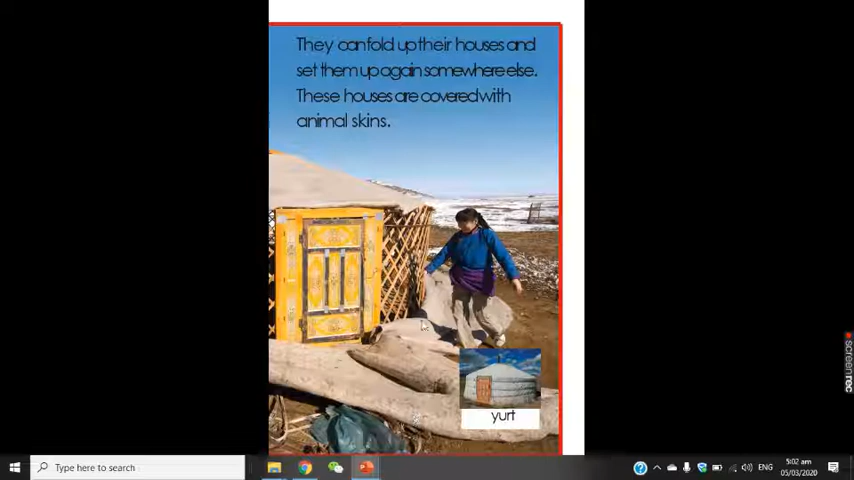 They can fold up their houses and
set them up again somewhere else.
These houses are covered with
animal skins.
yurt
Type here to search
ENG
5:02 am
05/03/2020
screenrec